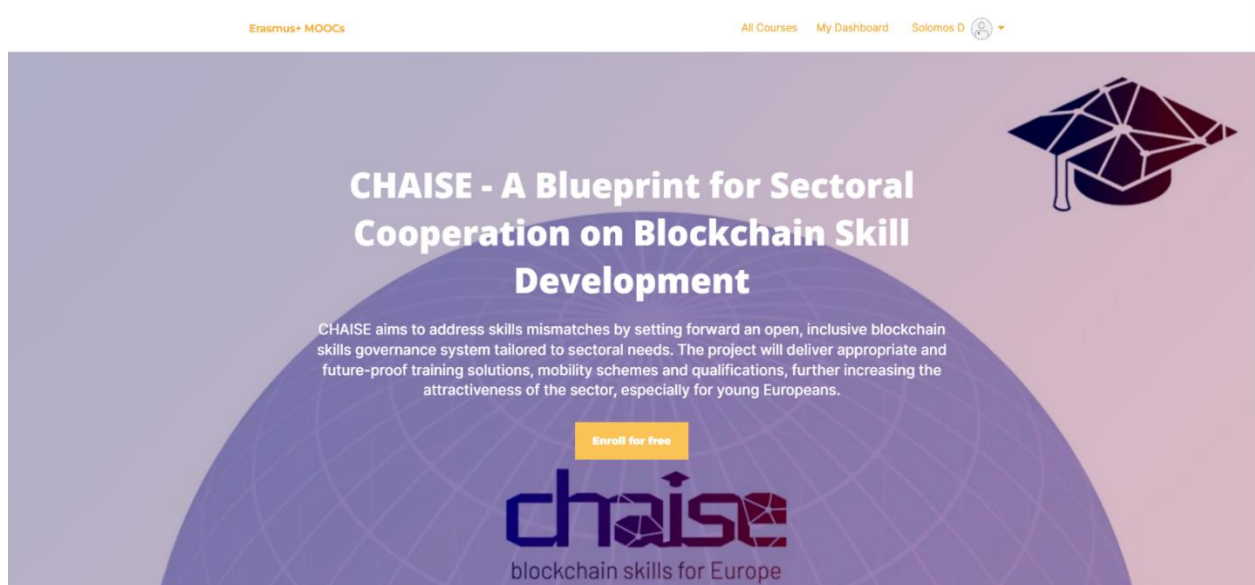 Erasmus+ MOOCs
All Courses
My Dashboard
Solomos D
CHAISE - A Blueprint for Sectoral
Cooperation on Blockchain Skill
Development
CHAISE aims to address skills mismatches by setting forward an open, inclusive blockchain
skills governance system tailored to sectoral needs. The project will deliver appropriate and
future-proof training solutions, mobility schemes and qualifications, further increasing the
attractiveness of the sector, especially for young Europeans.
Enroll for free
chaise
blockchain skills for Europe